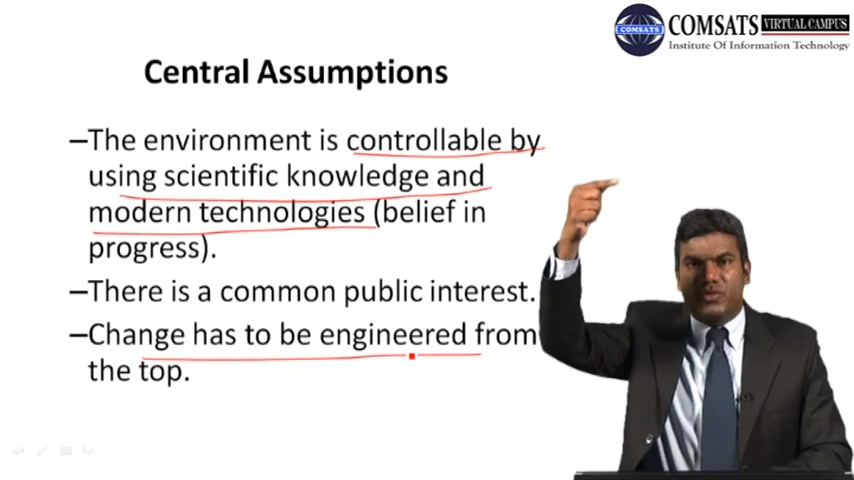 COMSATS VIRTUAL CAMPUS
Institute Of Information Technology
COMSATS
Central Assumptions
–The environment is controllable by
using scientific knowledge and
modern technologies (belief in
progress).
–There is a common public interest.
–Change has to be engineered from
the top.